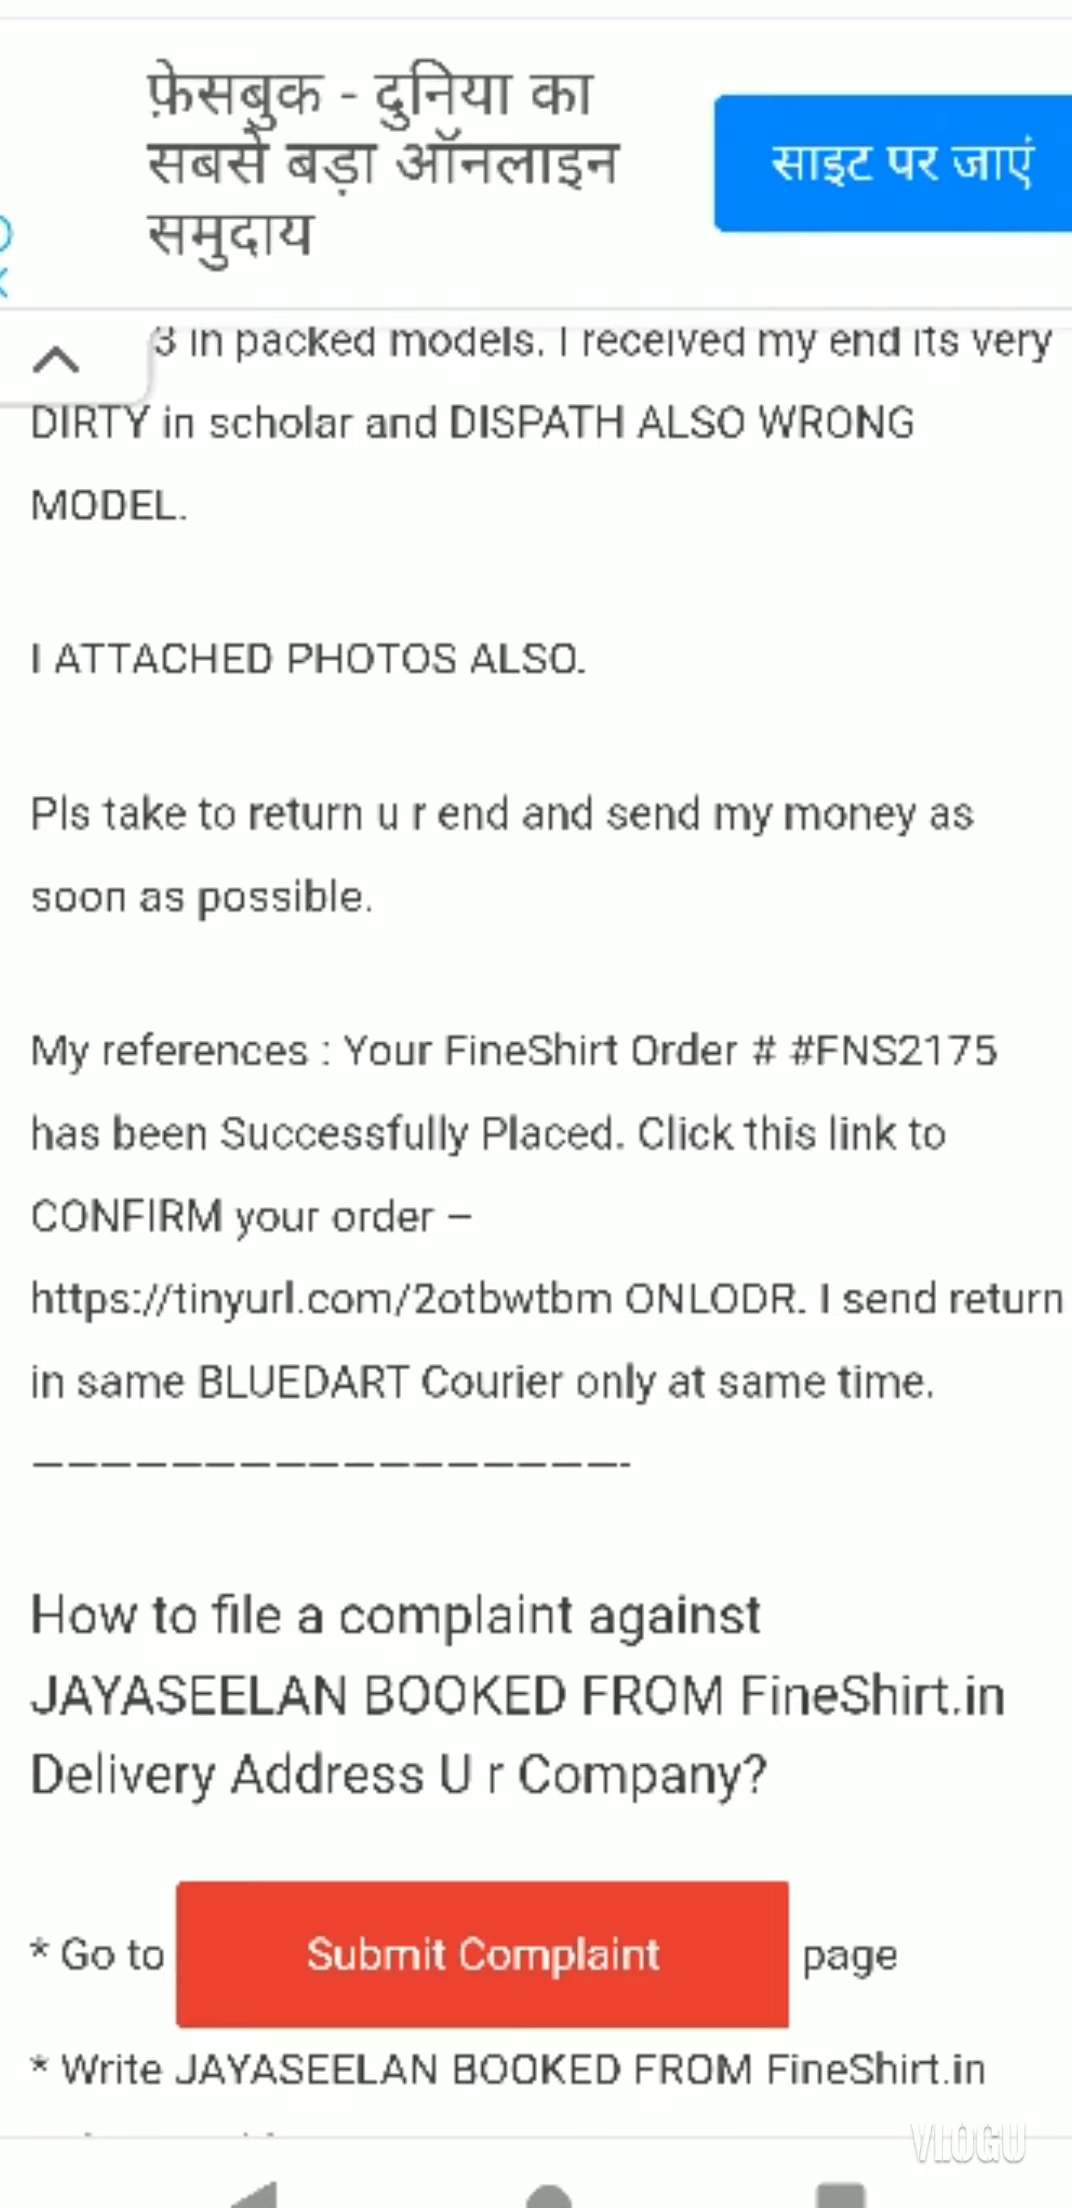 फ़ेसबुक - दुनिया का
सबसे बड़ा ऑनलाइन
समुदाय
साइट पर जाएं
3 in packed models. I received my end its very
DIRTY in scholar and DISPATH ALSO WRONG
MODEL.
I ATTACHED PHOTOS ALSO.
Pls take to return u r end and send my money as
soon as possible.
My references : Your FineShirt Order # #FNS2175
has been Successfully Placed. Click this link to
CONFIRM your order –
https://tinyurl.com/2otbwtbm ONLODR. I send return
in same BLUEDART Courier only at same time.
——————————————————-
How to file a complaint against
JAYASEELAN BOOKED FROM FineShirt.in
Delivery Address U r Company?
* Go to Submit Complaint page
* Write JAYASEELAN BOOKED FROM FineShirt.in
VLOGU